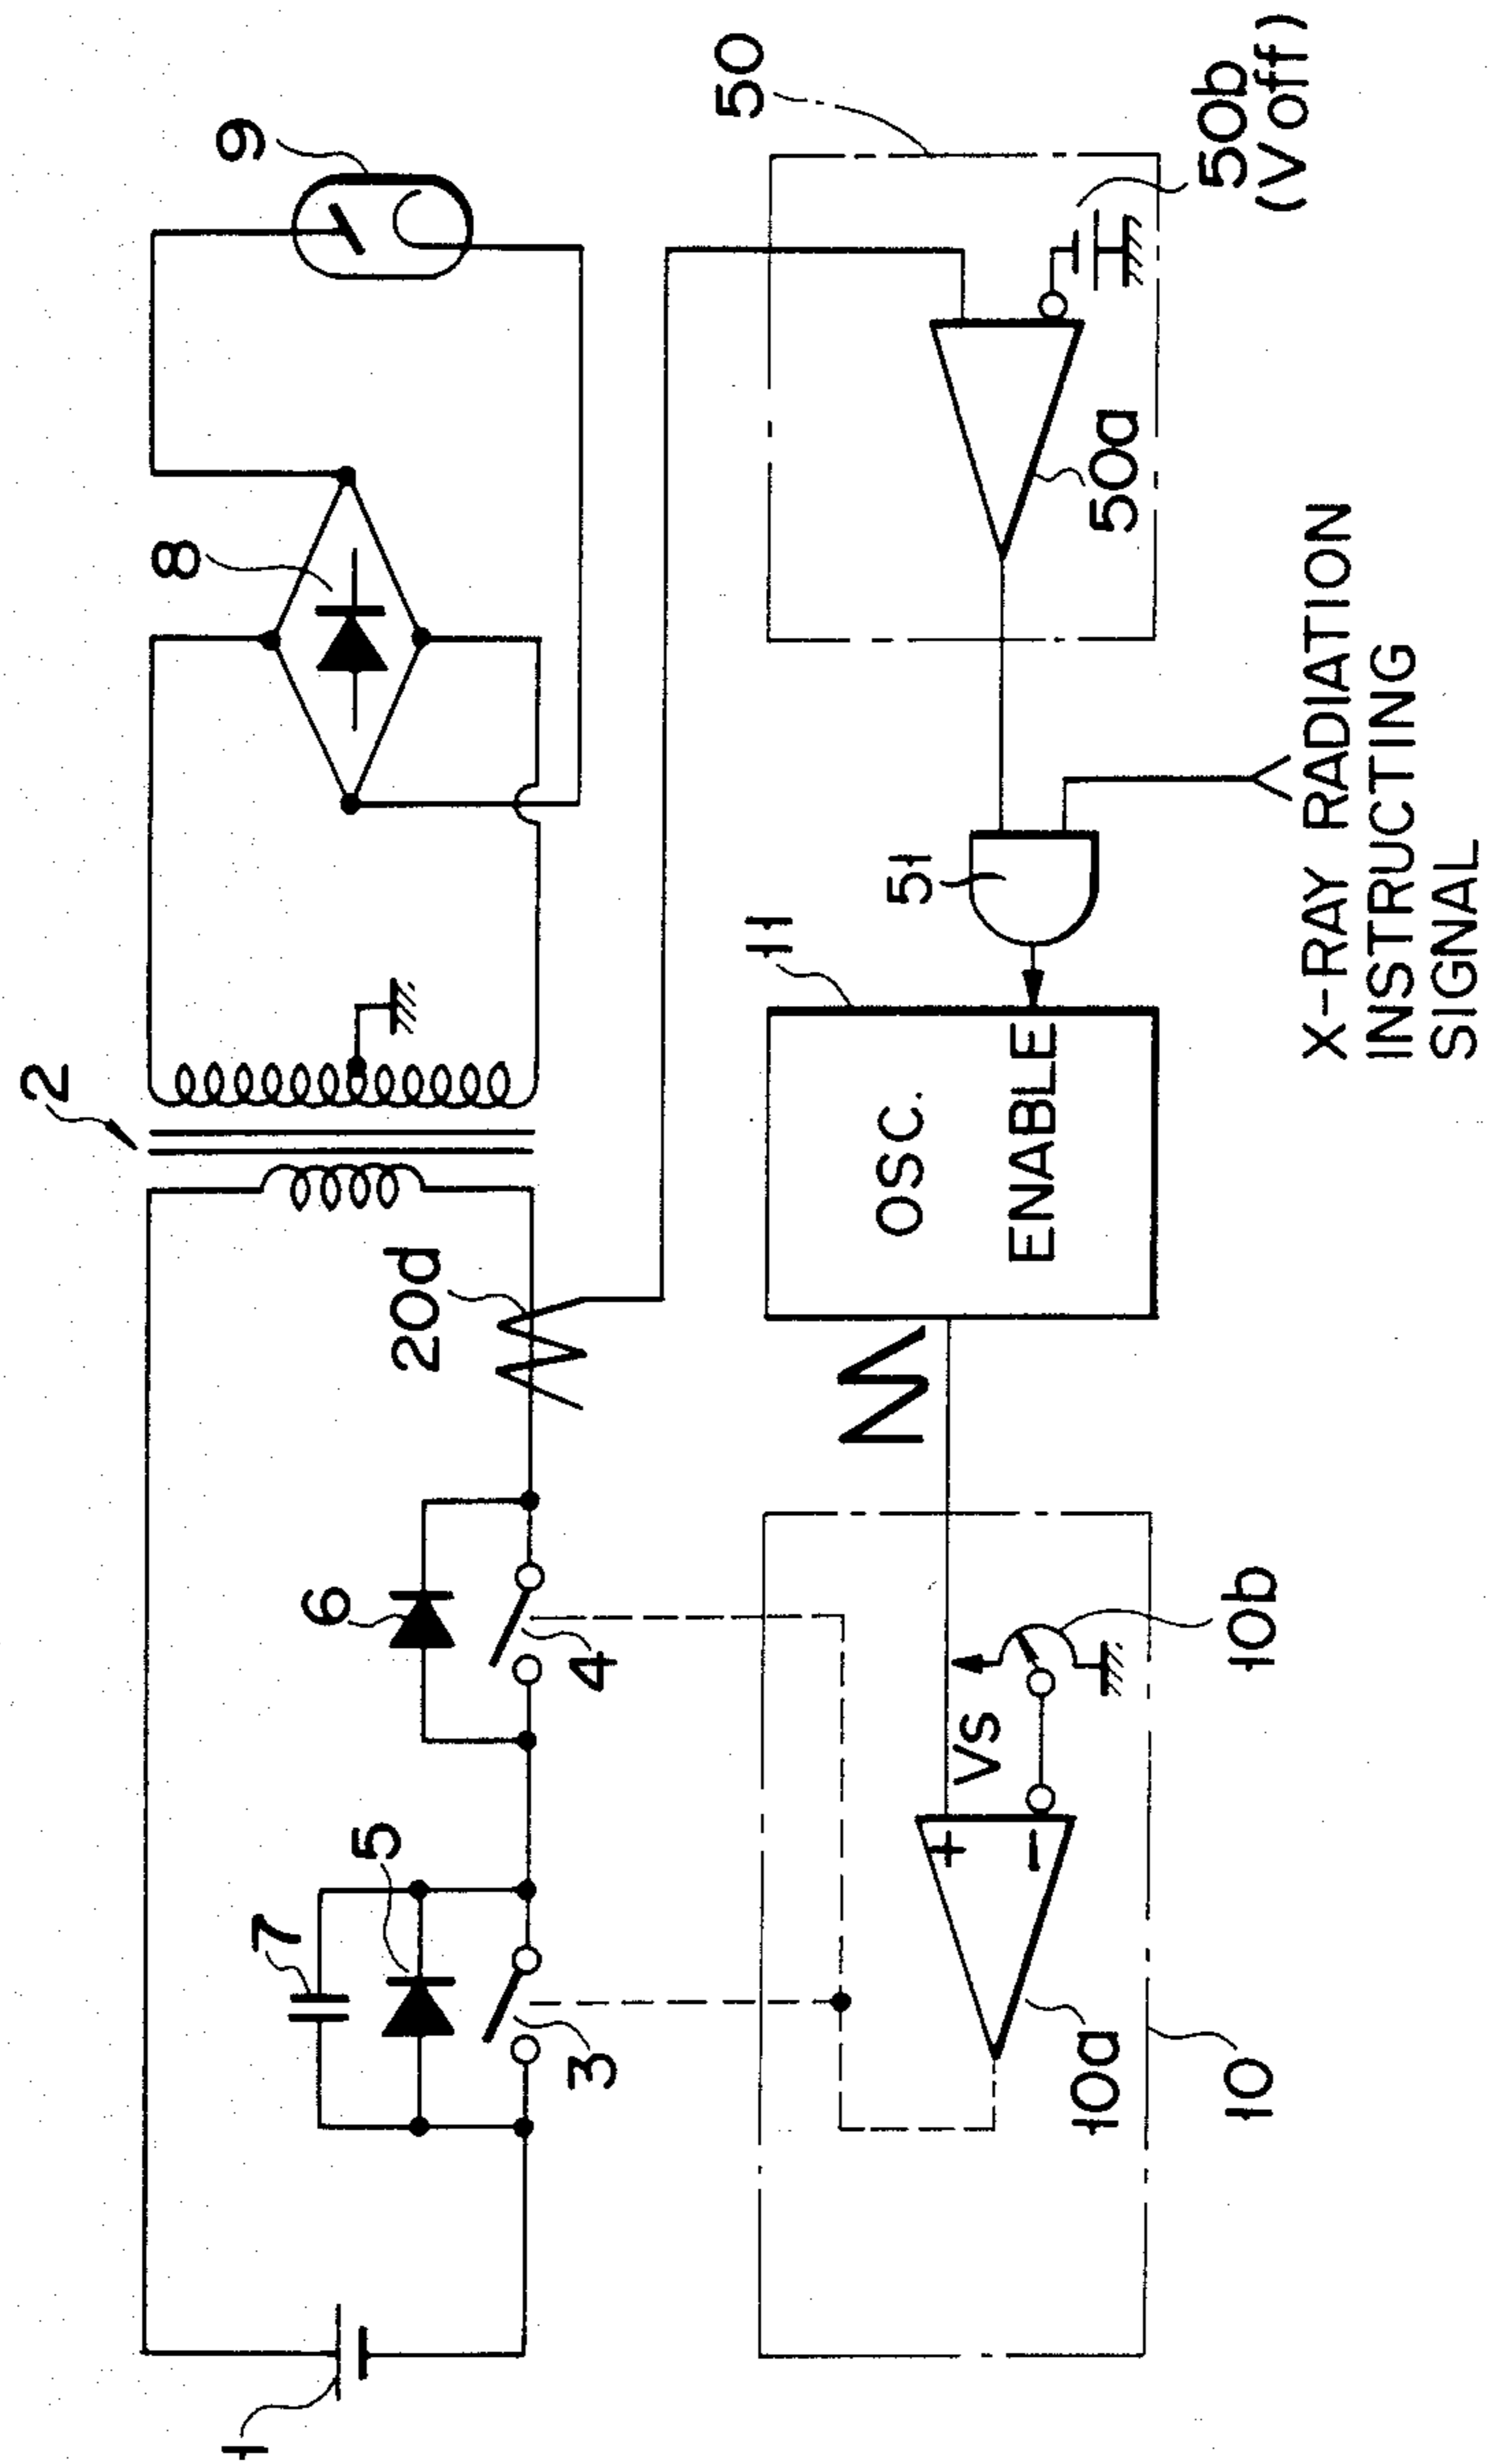 1
2
3
4
5
6
7
8
9
20d
10
10a
10b
Vs
+
−
11
OSC.
ENABLE
51
50
50a
50b
(V off)
X-RAY RADIATION
INSTRUCTING
SIGNAL